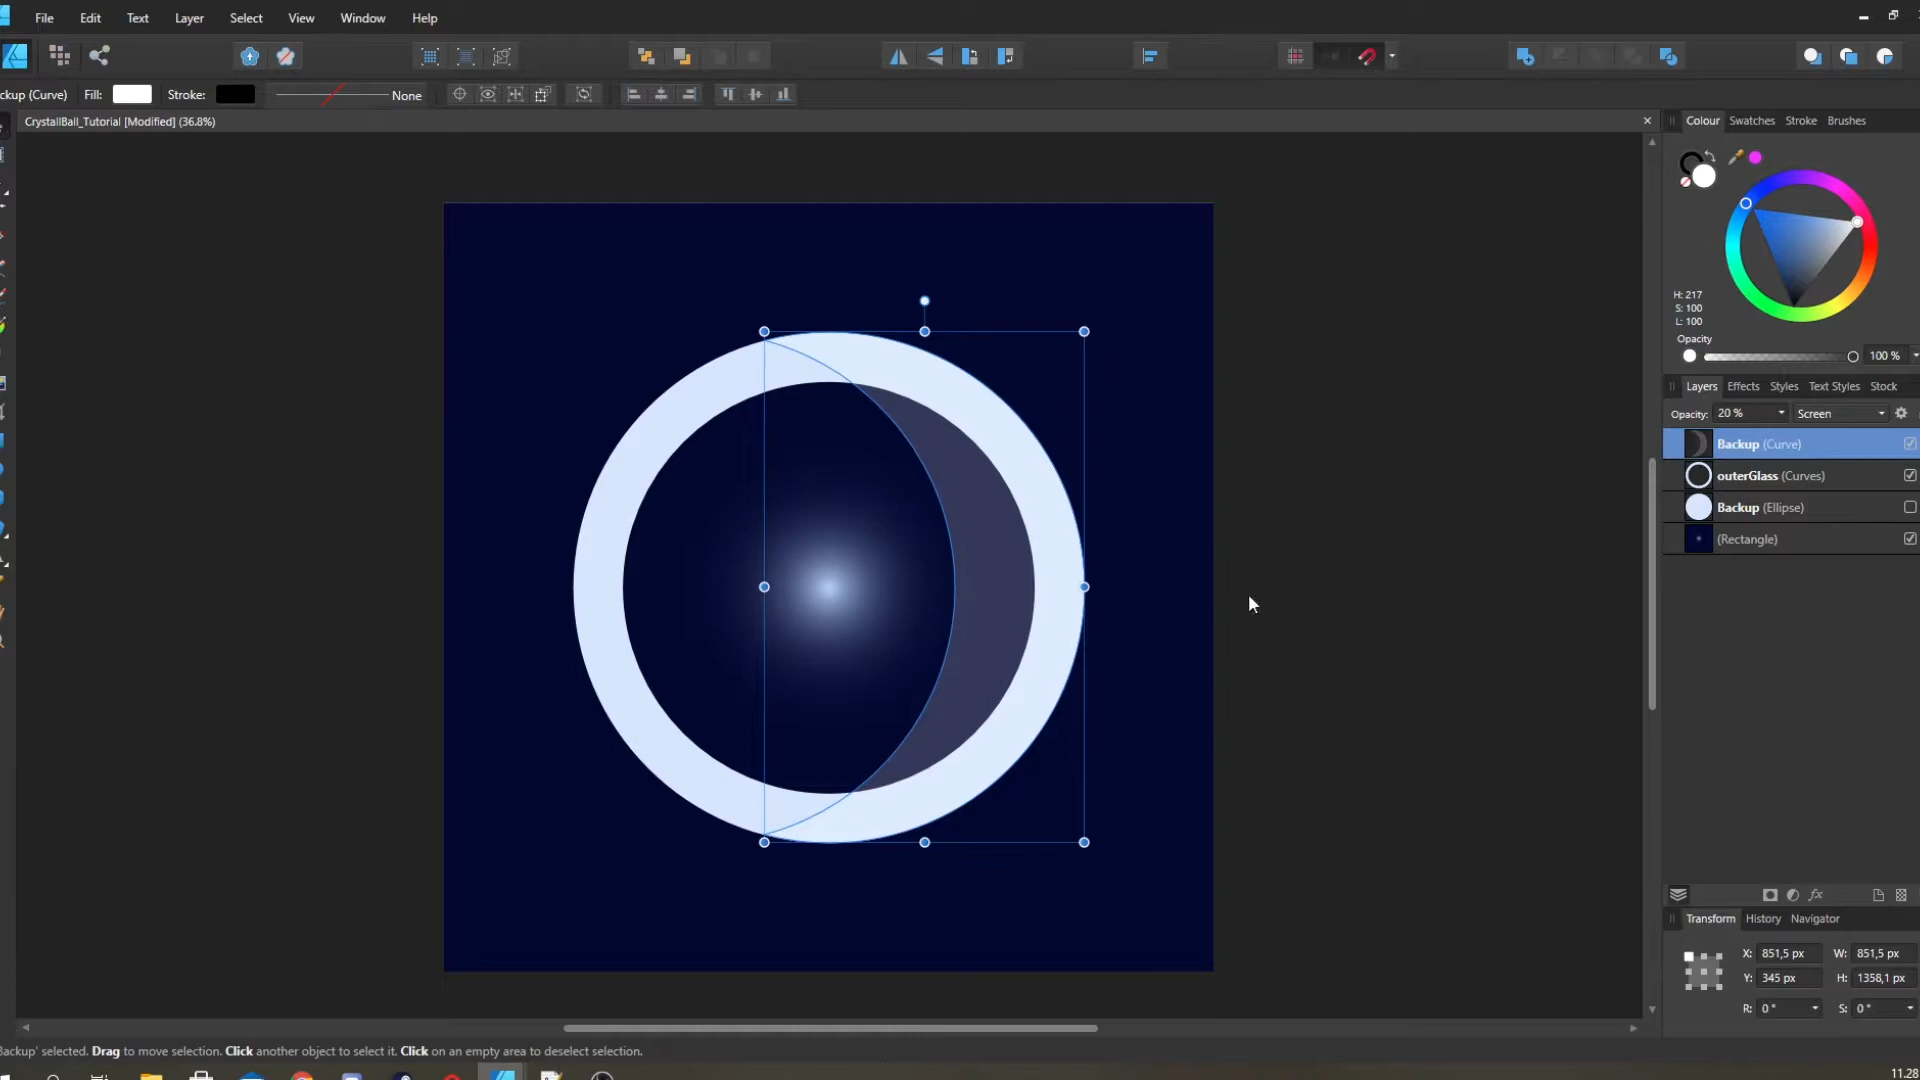 File Edit Text Layer Select View Window Help
ckup (Curve) Fill: Stroke: None
CrystallBall_Tutorial [Modified] (36.8%)
Colour Swatches Stroke Brushes
H: 217
S: 100
L: 100
Opacity
100 %
Layers Effects Styles Text Styles Stock
Opacity: 20 % Screen
Backup (Curve)
outerGlass (Curves)
Backup (Ellipse)
(Rectangle)
fx
Transform History Navigator
X: 851,5 px W: 851,5 px
Y: 345 px H: 1358,1 px
R: 0 ° S: 0 °
Backup' selected. Drag to move selection. Click another object to select it. Click on an empty area to deselect selection.
11.28